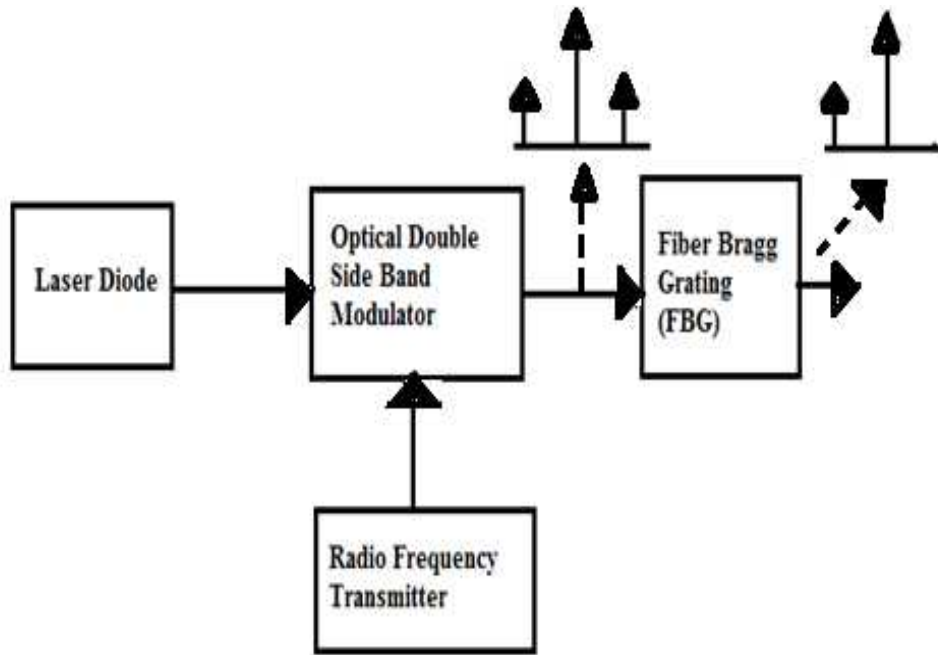 Laser Diode
Optical Double
Side Band
Modulator
Fiber Bragg
Grating
(FBG)
Radio Frequency
Transmitter